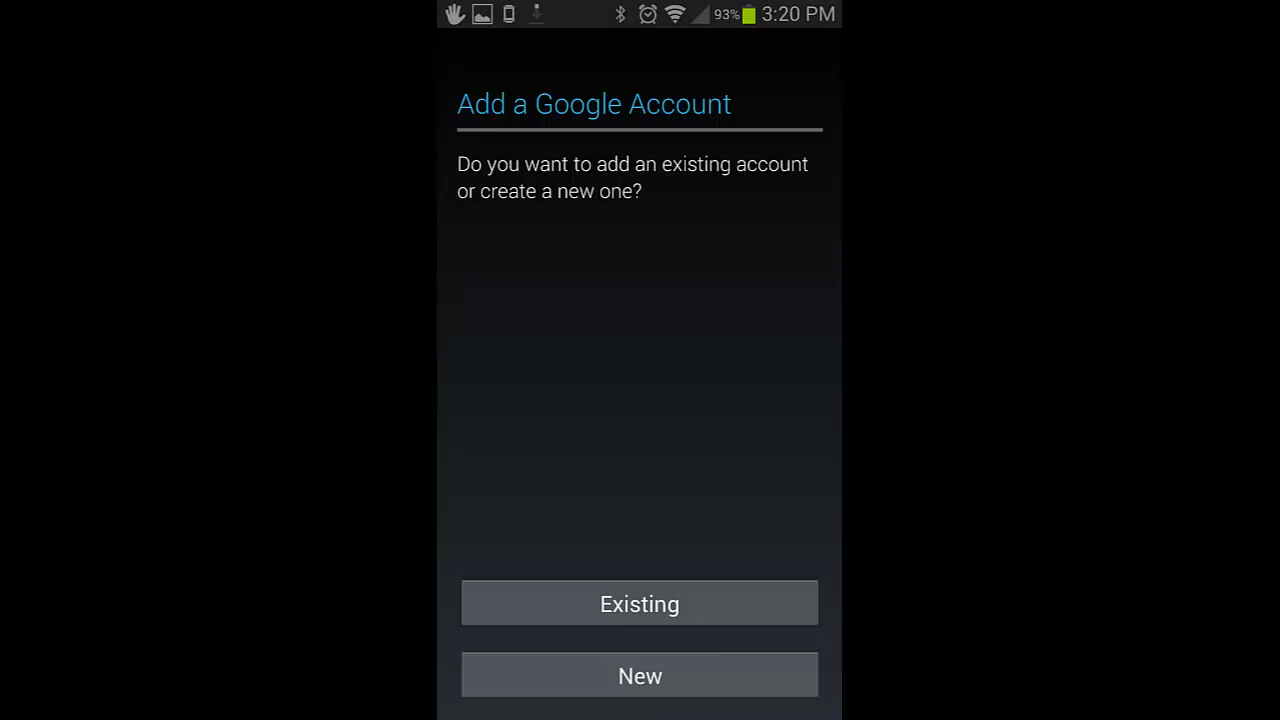 93% 3:20 PM
Add a Google Account
Do you want to add an existing account
or create a new one?
Existing
New